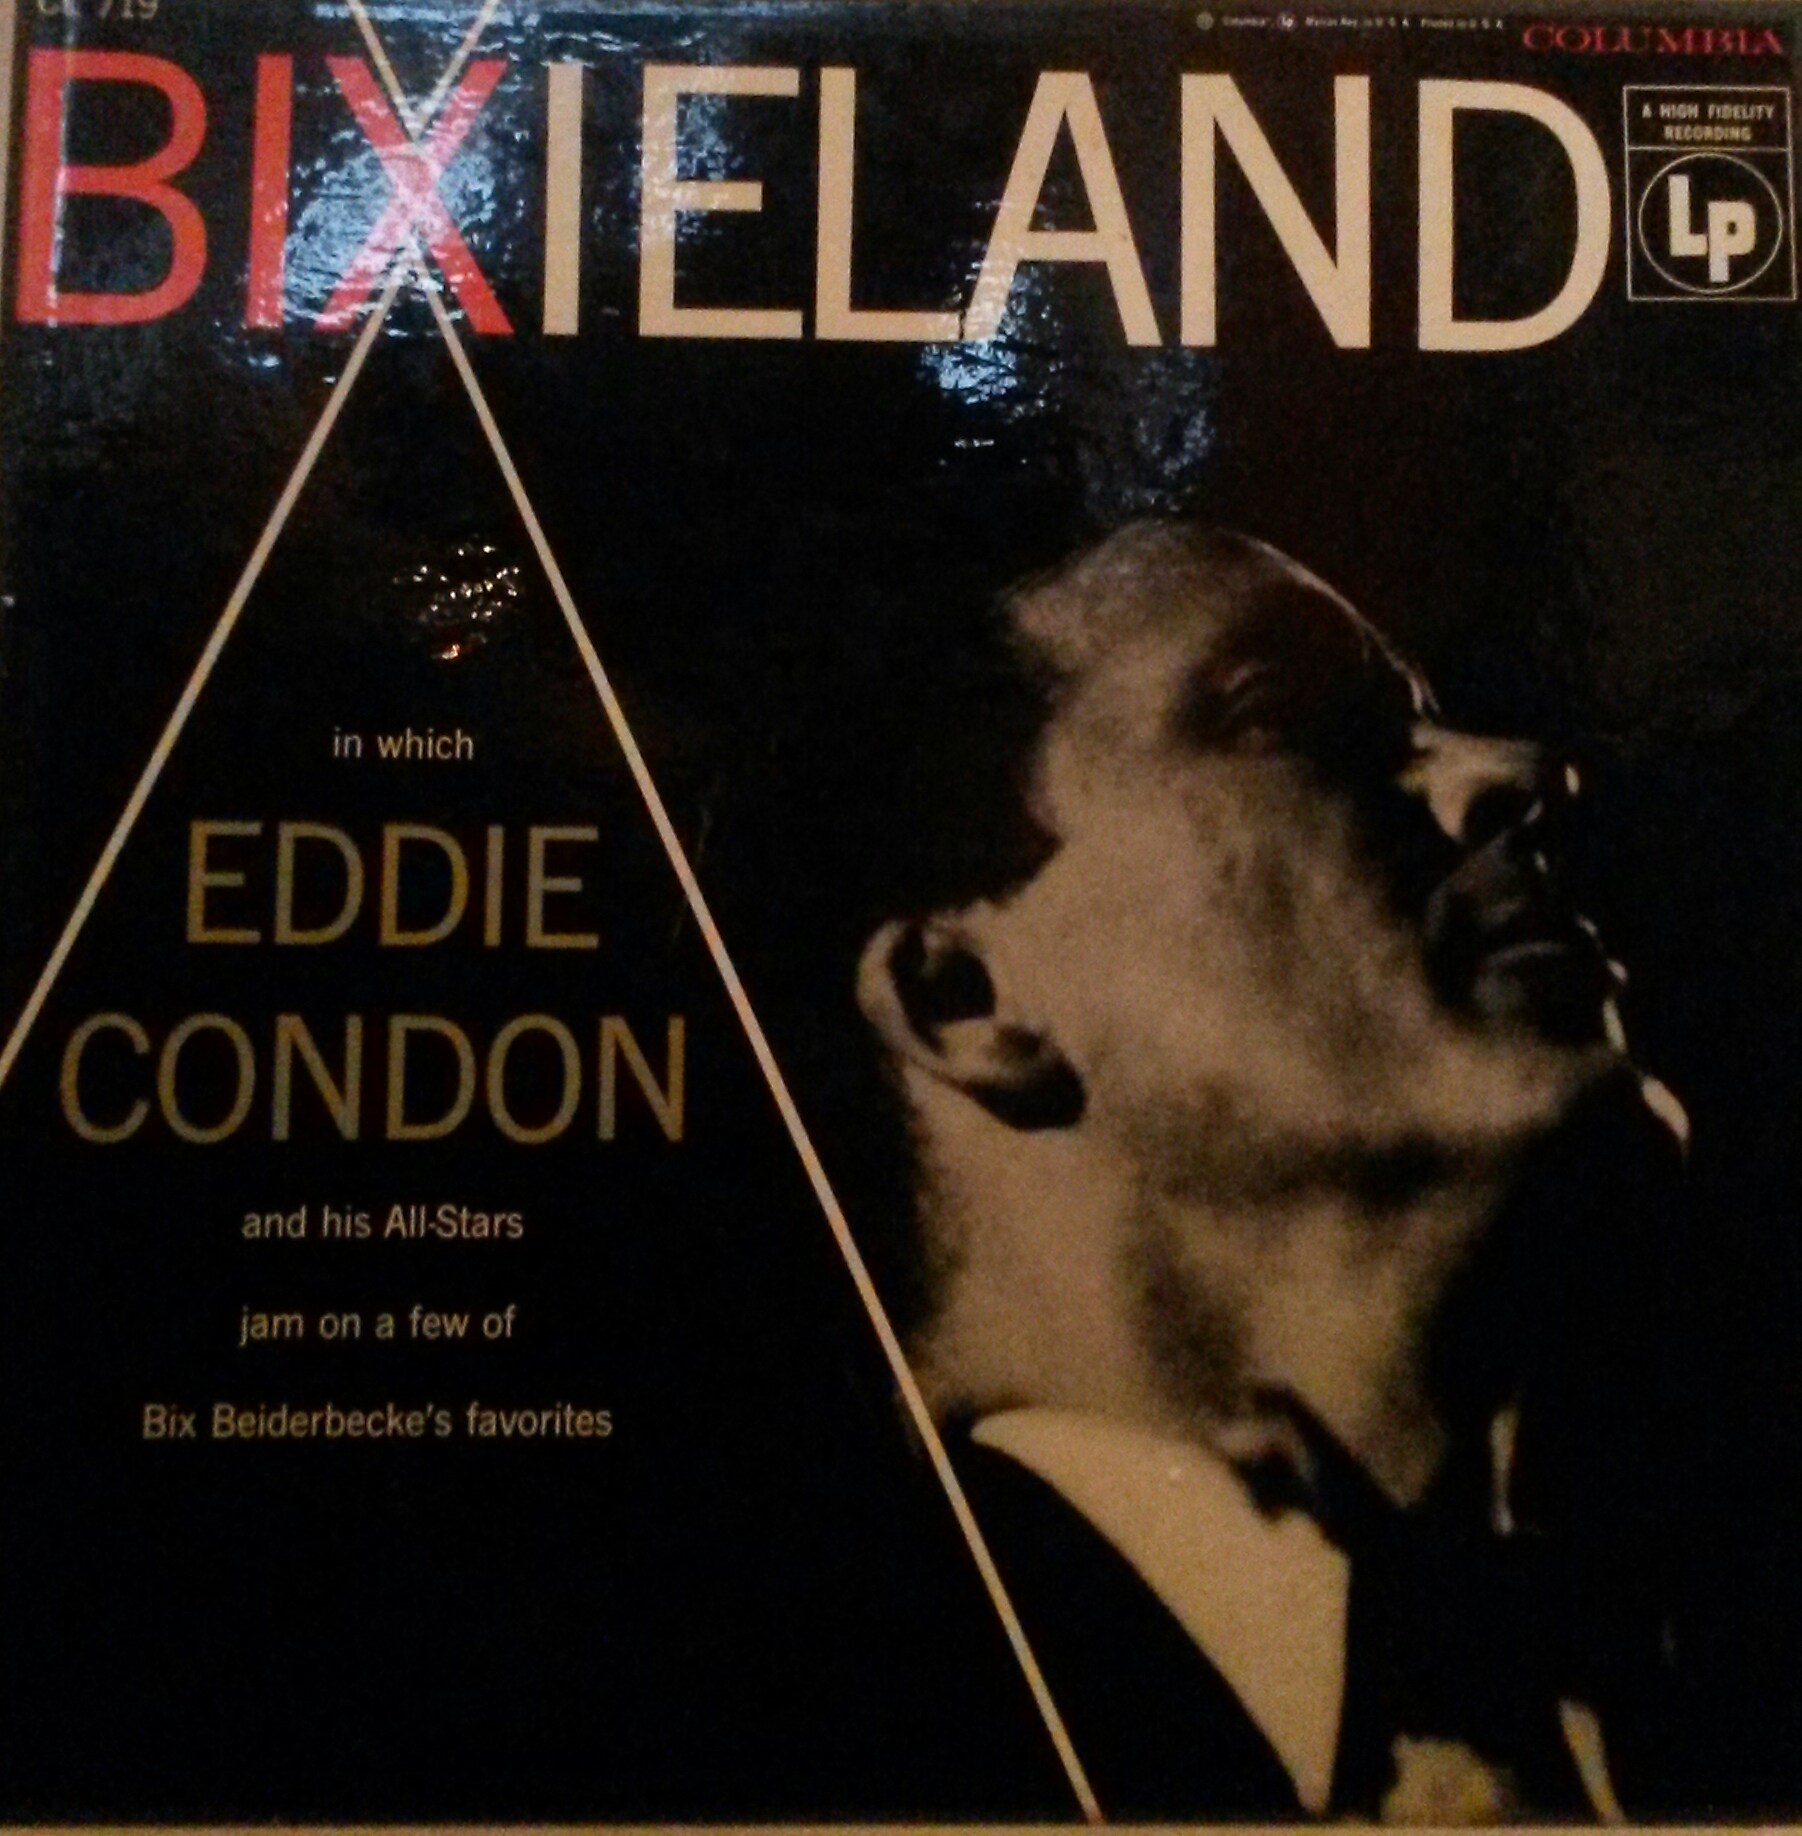 CL 719
COLUMBIA
BIXIELAND
A HIGH FIDELITY
RECORDING
Lp
in which
EDDIE
CONDON
and his All-Stars
jam on a few of
Bix Beiderbecke's favorites